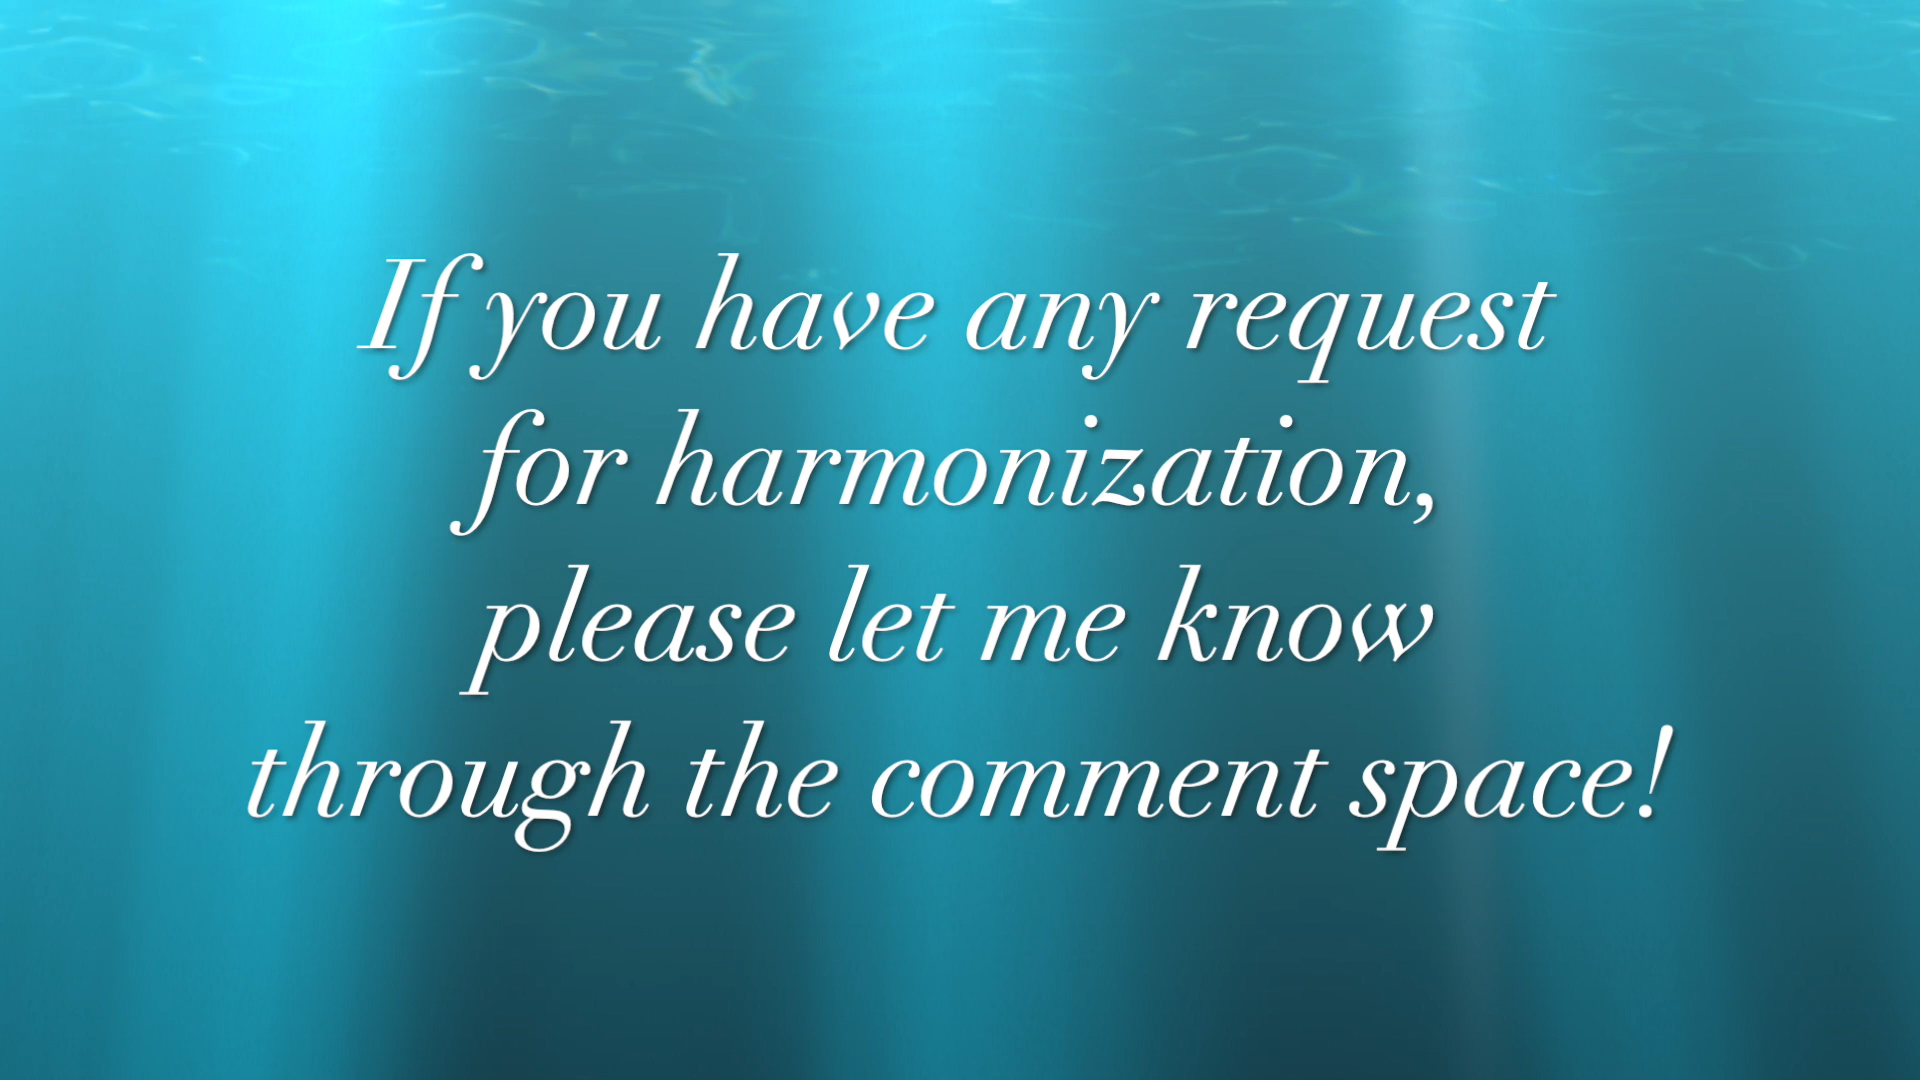 If you have any request
for harmonization,
please let me know
through the comment space!